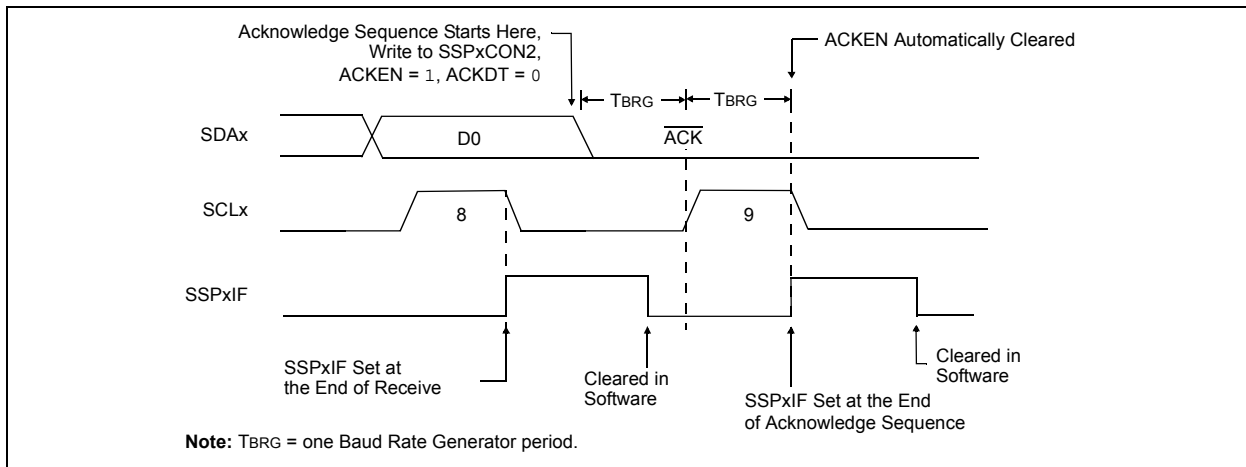 Acknowledge Sequence Starts Here,
Write to SSPxCON2,
ACKEN = 1, ACKDT = 0
ACKEN Automatically Cleared
TBRG
TBRG
SDAx
D0
ACK
SCLx
8
9
SSPxIF
SSPxIF Set at
the End of Receive
Cleared in
Software
SSPxIF Set at the End
of Acknowledge Sequence
Cleared in
Software
Note: TBRG = one Baud Rate Generator period.